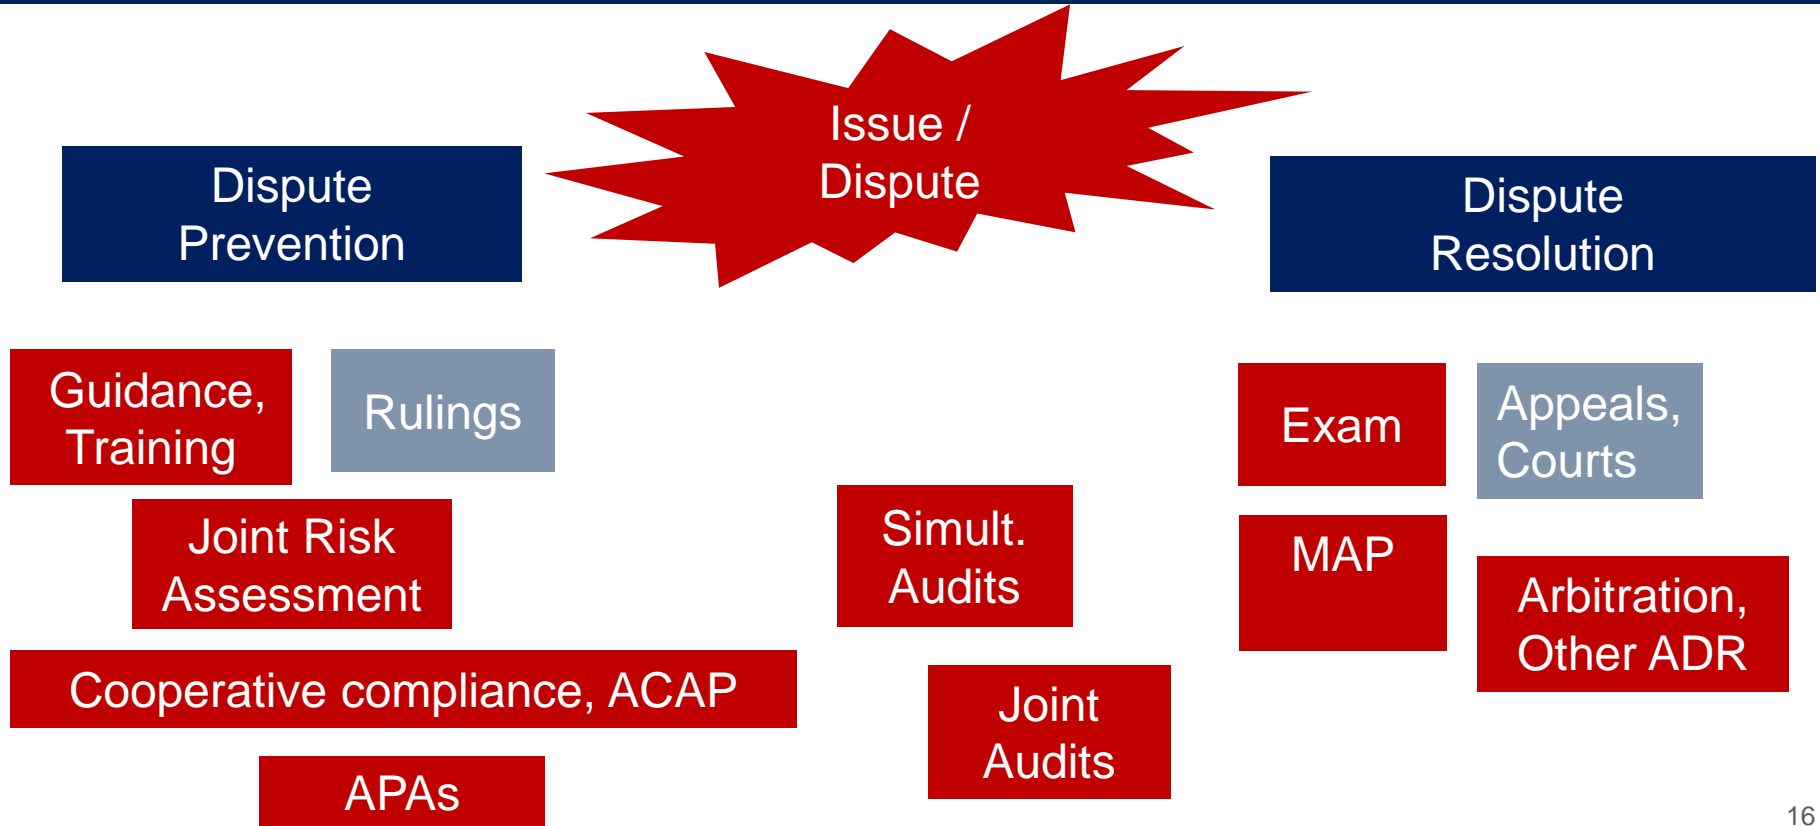 Issue /
Dispute
Dispute
Prevention
Dispute
Resolution
Guidance,
Training
Rulings
Exam
Appeals,
Courts
Joint Risk
Assessment
Simult.
Audits
MAP
Arbitration,
Other ADR
Cooperative compliance, ACAP
Joint
Audits
APAs
16